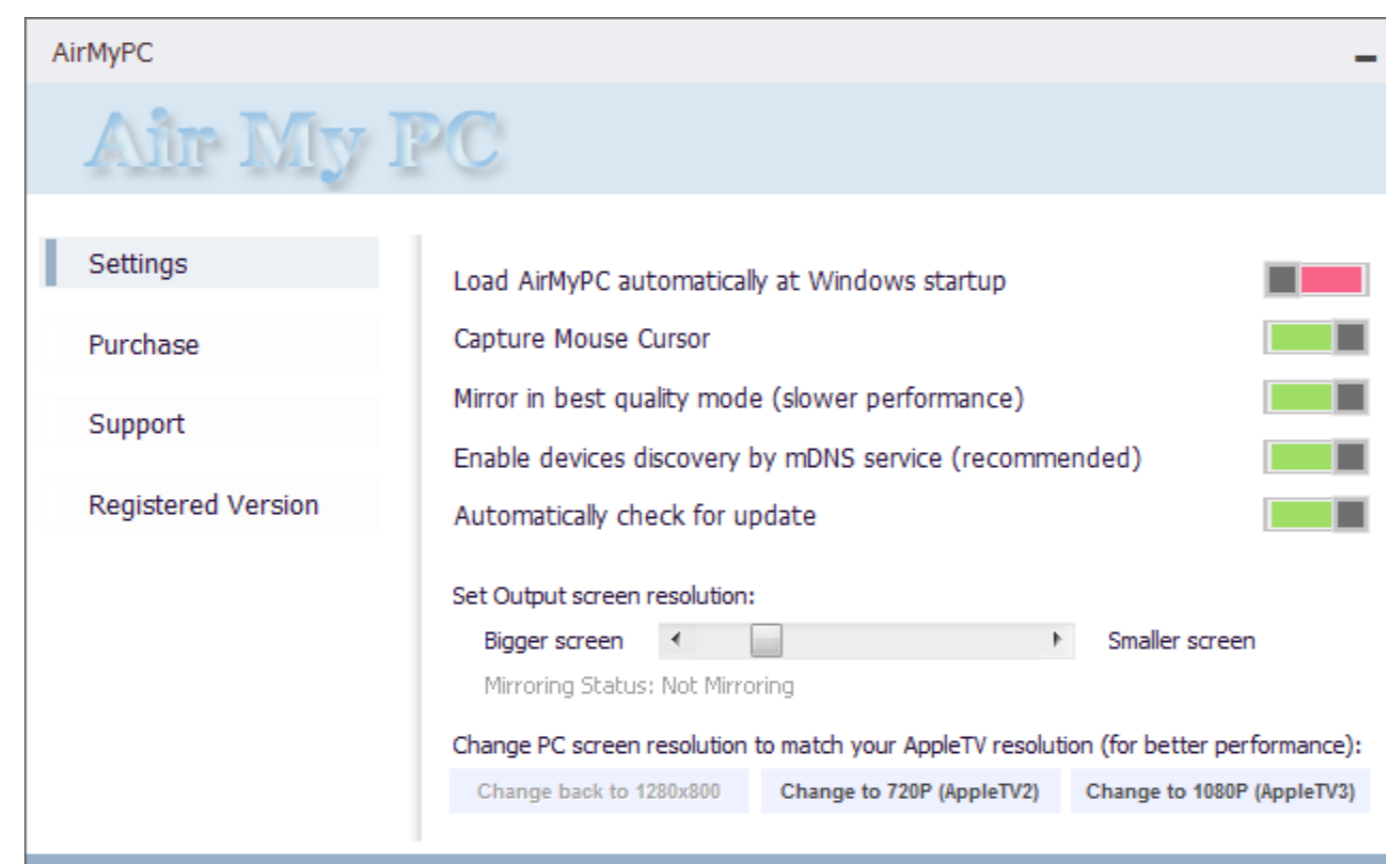 AirMyPC
Air My PC
Settings
Purchase
Support
Registered Version
Load AirMyPC automatically at Windows startup
Capture Mouse Cursor
Mirror in best quality mode (slower performance)
Enable devices discovery by mDNS service (recommended)
Automatically check for update
Set Output screen resolution:
Bigger screen Smaller screen
Mirroring Status: Not Mirroring
Change PC screen resolution to match your AppleTV resolution (for better performance):
Change back to 1280x800 Change to 720P (AppleTV2) Change to 1080P (AppleTV3)